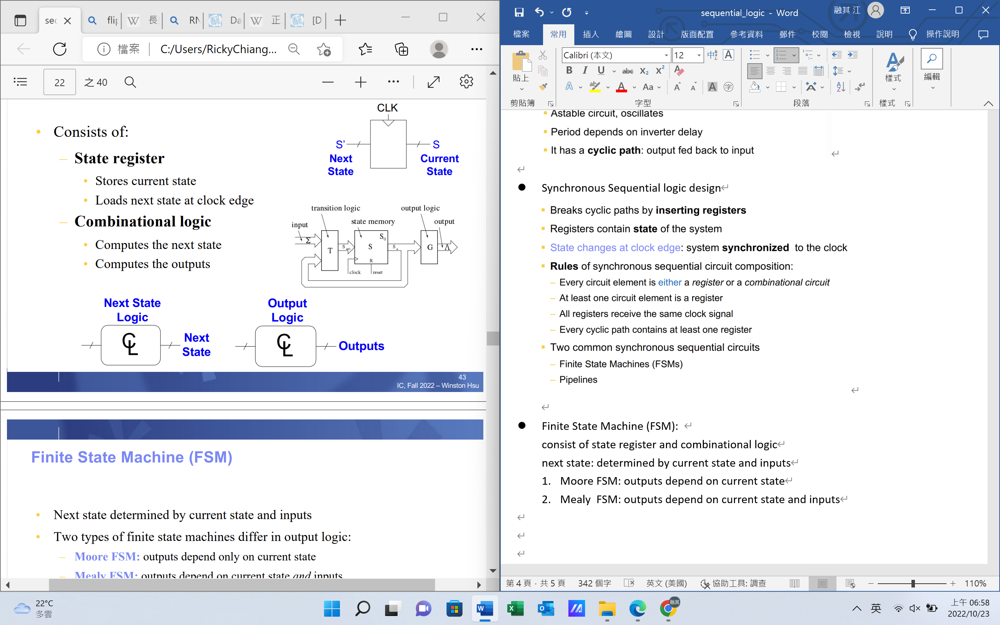 sec
flip
長
RN
Da
正
[D
檔案
C:/Users/RickyChiang...
22
之 40
CLK
Consists of:
S'
S
Next
State
Current
State
State register
Stores current state
Loads next state at clock edge
transition logic
output logic
input
state memory
output
Combinational logic
Computes the next state
Computes the outputs
Σ
T
S
S0
S
R
G
Λ
clock
reset
Next State
Logic
Output
Logic
CL
Next
State
CL
Outputs
43
IC, Fall 2022 – Winston Hsu
Finite State Machine (FSM)
Next state determined by current state and inputs
Two types of finite state machines differ in output logic:
Moore FSM: outputs depend only on current state
Mealy FSM: outputs depend on current state and inputs
sequential_logic - Word
融其 江
檔案
常用
插入
繪圖
設計
版面配置
參考資料
郵件
校閱
檢視
說明
操作說明
貼上
剪貼簿
Calibri (本文)
12
字型
段落
樣式
樣式
編輯
Astable circuit, oscillates
Period depends on inverter delay
It has a cyclic path: output fed back to input
Synchronous Sequential logic design
Breaks cyclic paths by inserting registers
Registers contain state of the system
State changes at clock edge: system synchronized to the clock
Rules of synchronous sequential circuit composition:
– Every circuit element is either a register or a combinational circuit
– At least one circuit element is a register
– All registers receive the same clock signal
– Every cyclic path contains at least one register
Two common synchronous sequential circuits
– Finite State Machines (FSMs)
– Pipelines
Finite State Machine (FSM):
consist of state register and combinational logic
next state: determined by current state and inputs
1. Moore FSM: outputs depend on current state
2. Mealy FSM: outputs depend on current state and inputs
第 4 頁，共 5 頁
342 個字
英文 (美國)
協助工具: 調查
110%
22°C
多雲
英
上午 06:58
2022/10/23